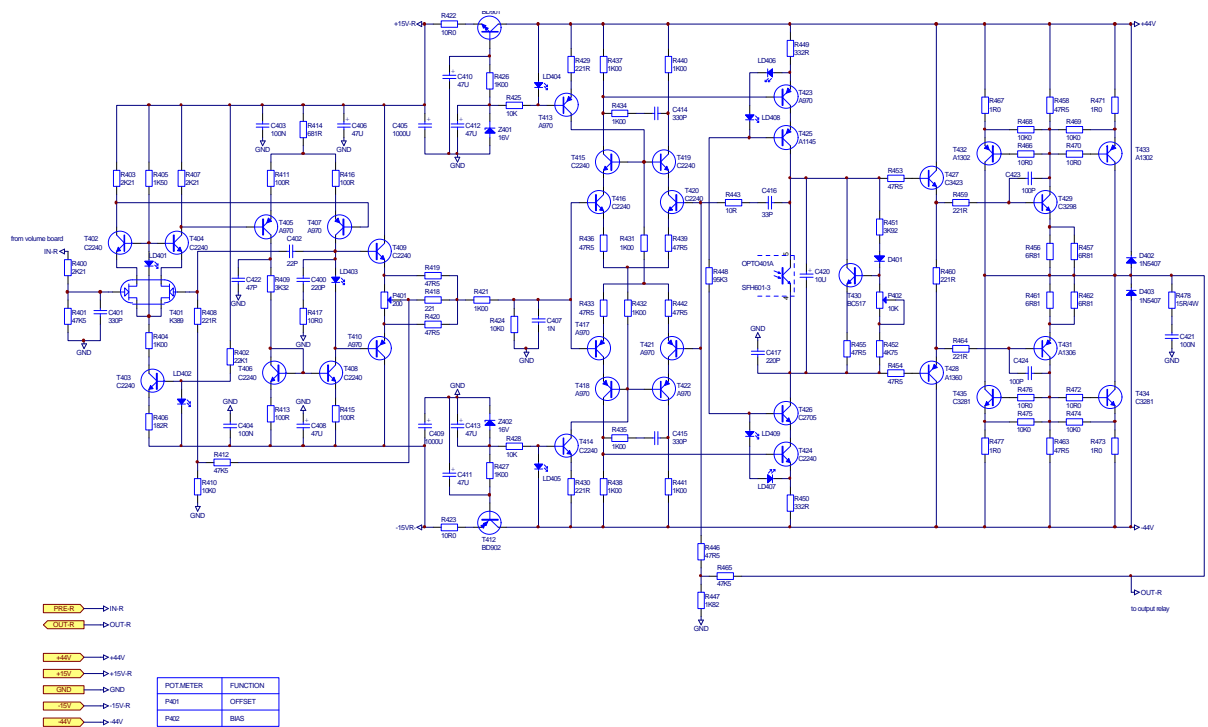 BD901
+15V-R
R422
10R0
+44V
R449
332R
R429
221R
R437
1K00
R440
1K00
LD406
C410
47U
R426
1K00
LD404
T423
A970
R425
10K
R467
1R0
R458
47R5
R471
1R0
C403
100N
R414
681R
C406
47U
C405
1000U
C412
47U
Z401
16V
T413
A970
R434
1K00
C414
330P
LD408
T425
A1145
R468
10K0
R469
10K0
GND
GND
GND
T432
A1302
R466
10R0
R470
10R0
T433
A1302
R403
2K21
R405
1K50
R407
2K21
R411
100R
R416
100R
T415
C2240
T419
C2240
R453
47R5
T427
C3423
C423
100P
T416
C2240
T420
C2240
R443
10R
C416
33P
R459
221R
T429
C3298
T405
A970
T407
A970
R451
3K92
from volume board
IN-R
T402
C2240
T404
C2240
LD401
C402
22P
T409
C2240
R436
47R5
R431
1K00
R439
47R5
R456
6R81
R457
6R81
D402
1N5407
R400
2K21
C422
47P
R409
3K32
C400
220P
LD403
R419
47R5
R448
95K3
OPTO401A
SFH601-3
C420
10U
T430
BC517
D401
R460
221R
GND
P401
200
R418
221
R421
1K00
R433
47R5
R432
1K00
R442
47R5
P402
10K
R461
6R81
R462
6R81
D403
1N5407
R478
15R/4W
R401
47K5
C401
330P
T401
K389
R408
221R
R417
10R0
R420
47R5
R424
10K0
C407
1N
GND
R404
1K00
GND
T410
A970
T417
A970
T421
A970
R455
47R5
R452
4K75
R464
221R
T431
A1306
C421
100N
GND
R402
22K1
GND
C417
220P
GND
T403
C2240
LD402
T406
C2240
T408
C2240
T418
A970
T422
A970
R454
47R5
T428
A1360
C424
100P
GND
GND
GND
T435
C3281
R476
10R0
R472
10R0
T434
C3281
R406
182R
C404
100N
R413
100R
C408
47U
R415
100R
C409
1000U
C413
47U
Z402
16V
T426
C2705
R475
10K0
R474
10K0
R428
10K
T414
C2240
R435
1K00
C415
330P
LD409
T424
C2240
R477
1R0
R463
47R5
R473
1R0
R412
47K5
R427
1K00
LD405
C411
47U
R430
221R
R438
1K00
R441
1K00
LD407
R410
10K0
GND
R450
332R
-15VR-
R423
10R0
-44V
T412
BD902
R446
47R5
R465
47K5
R447
1K82
GND
OUT-R
to output relay
PRE-R IN-R
OUT-R OUT-R
+44V +44V
+15V +15V-R
GND GND
-15V -15V-R
-44V -44V
POT.METER FUNCTION
P401 OFFSET
P402 BIAS